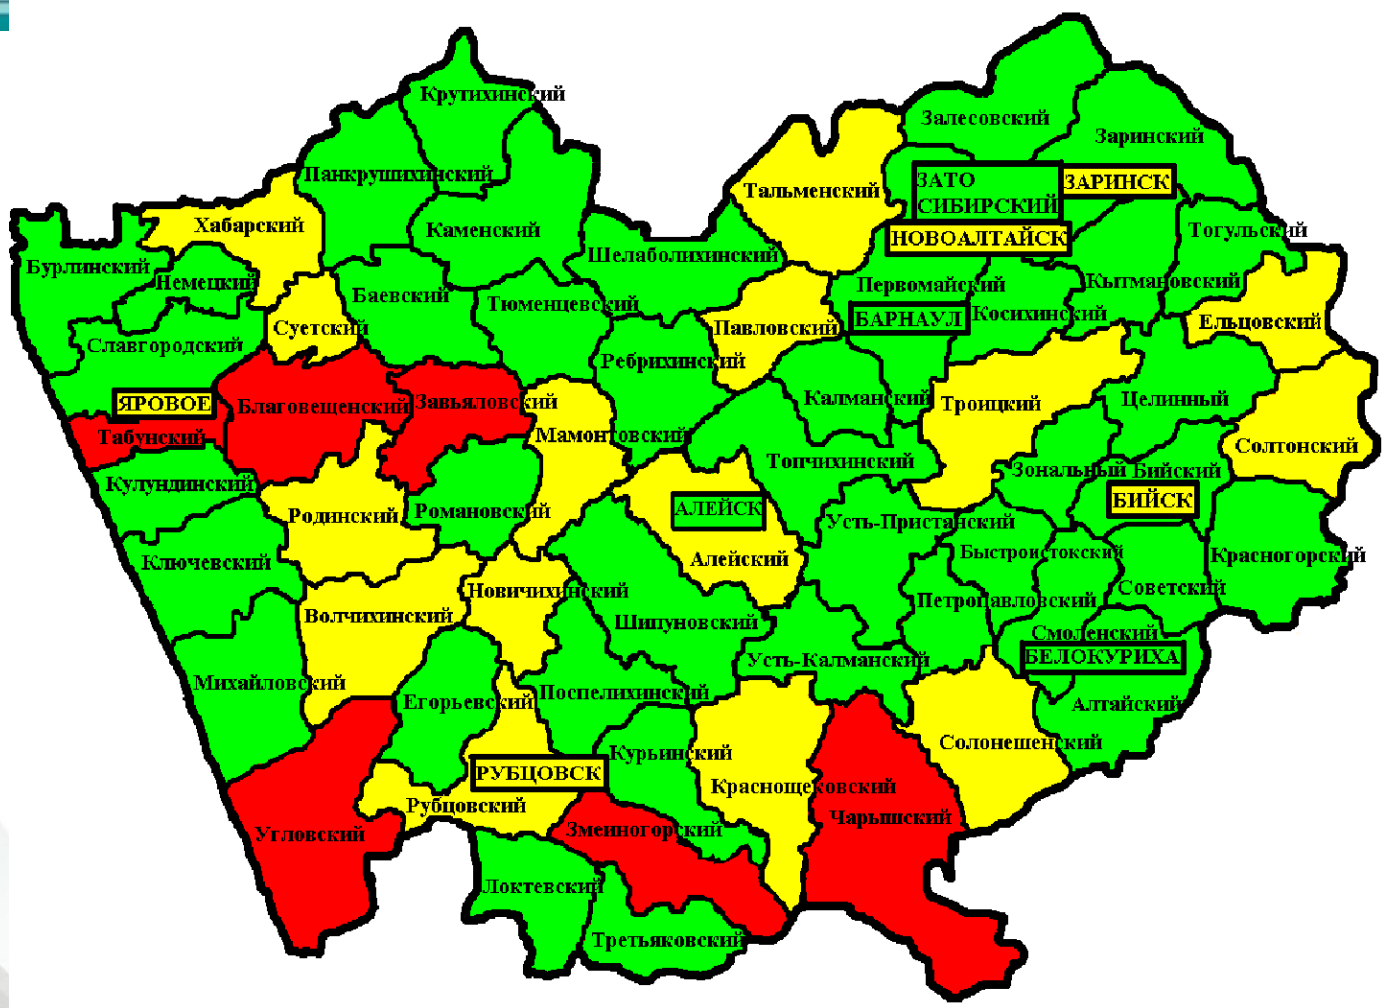 Крутихинский
Залесовский
Заринский
Панкрушихинский
Тальменский
ЗАТО
СИБИРСКИЙ
ЗАРИНСК
Хабарский
Каменский
НОВОАЛТАЙСК
Тогульский
Шелаболихинский
Бурлинский
Немецкий
Баевский
Тюменцевский
Первомайский
Кытмановский
Суетский
Павловский
БАРНАУЛ
Косихинский
Ельцовский
Славгородский
Ребрихинский
ЯРОВОЕ
Благовещенский
Завьяловский
Калманский
Троицкий
Целинный
Табунский
Мамонтовский
Солтонский
Топчихинский
Зональный
Бийский
Кулундинский
Родинский
Романовский
АЛЕЙСК
Усть-Пристанский
БИЙСК
Ключевский
Алейский
Быстроистокский
Красногорский
Новичихинский
Советский
Волчихинский
Шипуновский
Петропавловский
Смоленский
БЕЛОКУРИХА
Усть-Калманский
Михайловский
Егорьевский
Поспелихинский
Алтайский
Курьинский
Солонешенский
РУБЦОВСК
Краснощековский
Рубцовский
Чарышский
Угловский
Змеиногорский
Локтевский
Третьяковский